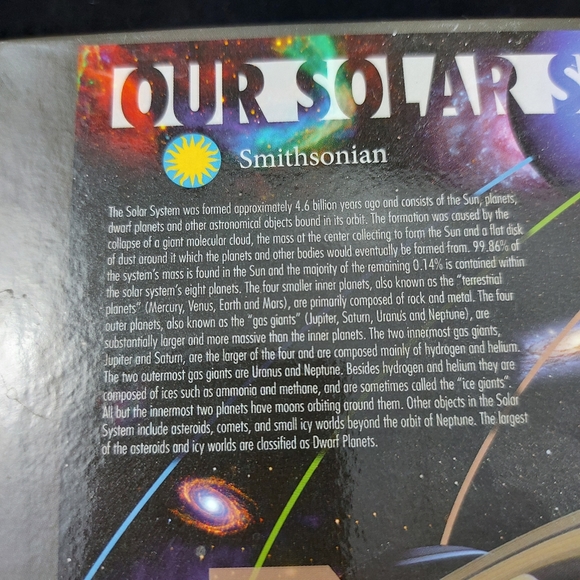 OUR SOLAR S
Smithsonian
The Solar System was formed approximately 4.6 billion years ago and consists of the Sun, planets,
dwarf planets and other astronomical objects bound in its orbit. The formation was caused by the
collapse of a giant molecular cloud, the mass at the center collecting to form the Sun and a flat disk
of dust around it which the planets and other bodies would eventually be formed from. 99.86% of
the system's mass is found in the Sun and the majority of the remaining 0.14% is contained within
the solar system's eight planets. The four smaller inner planets, also known as the "terrestrial
planets" (Mercury, Venus, Earth and Mars), are primarily composed of rock and metal. The four
outer planets, also known as the "gas giants" (Jupiter, Saturn, Uranus and Neptune), are
substantially larger and more massive than the inner planets. The two innermost gas giants,
Jupiter and Saturn, are the larger of the four and are composed mainly of hydrogen and helium.
The two outermost gas giants are Uranus and Neptune. Besides hydrogen and helium they are
composed of ices such as ammonia and methane, and are sometimes called the "ice giants".
All but the innermost two planets have moons orbiting around them. Other objects in the Solar
System include asteroids, comets, and small icy worlds beyond the orbit of Neptune. The largest
of the asteroids and icy worlds are classified as Dwarf Planets.